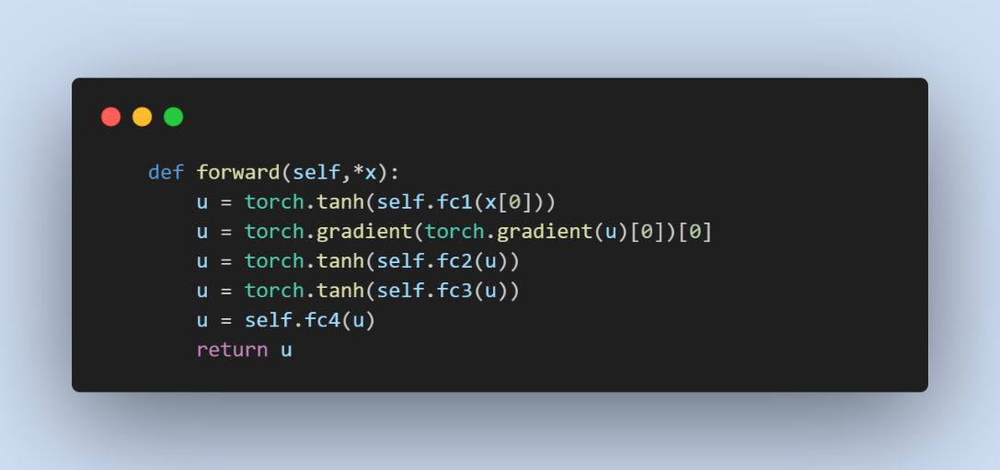 def forward(self,*x):
    u = torch.tanh(self.fc1(x[0]))
    u = torch.gradient(torch.gradient(u)[0])[0]
    u = torch.tanh(self.fc2(u))
    u = torch.tanh(self.fc3(u))
    u = self.fc4(u)
    return u